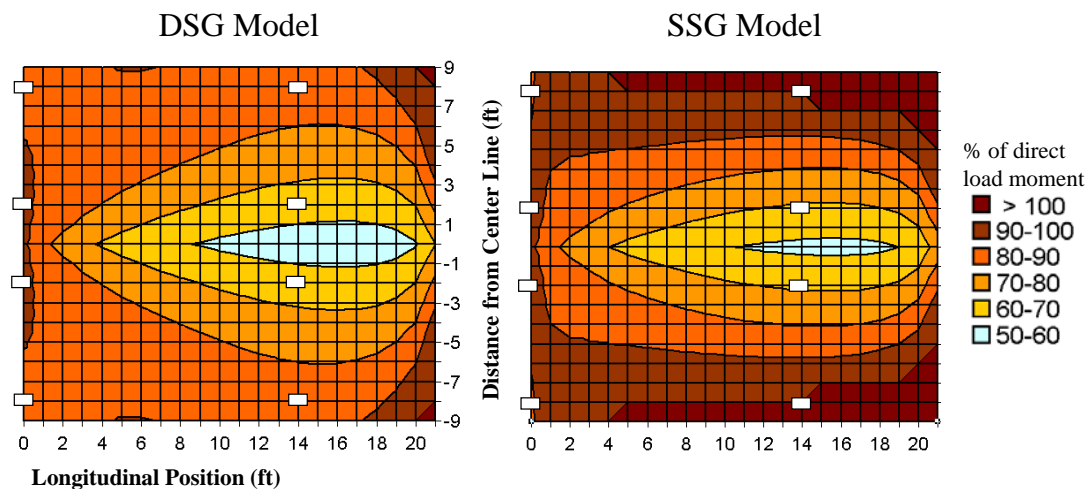 DSG Model
SSG Model
9
7
5
3
1
-1
-3
-5
-7
-9
Distance from Center Line (ft)
0 2 4 6 8 10 12 14 16 18 20
0 2 4 6 8 10 12 14 16 18 20
Longitudinal Position (ft)
% of direct
load moment
> 100
90-100
80-90
70-80
60-70
50-60